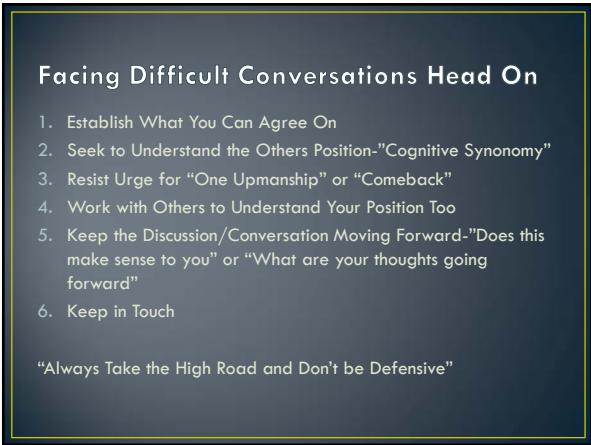 Facing Difficult Conversations Head On
1. Establish What You Can Agree On
2. Seek to Understand the Others Position-”Cognitive Synonomy”
3. Resist Urge for “One Upmanship” or “Comeback”
4. Work with Others to Understand Your Position Too
5. Keep the Discussion/Conversation Moving Forward-”Does this
make sense to you” or “What are your thoughts going
forward”
6. Keep in Touch
“Always Take the High Road and Don’t be Defensive”